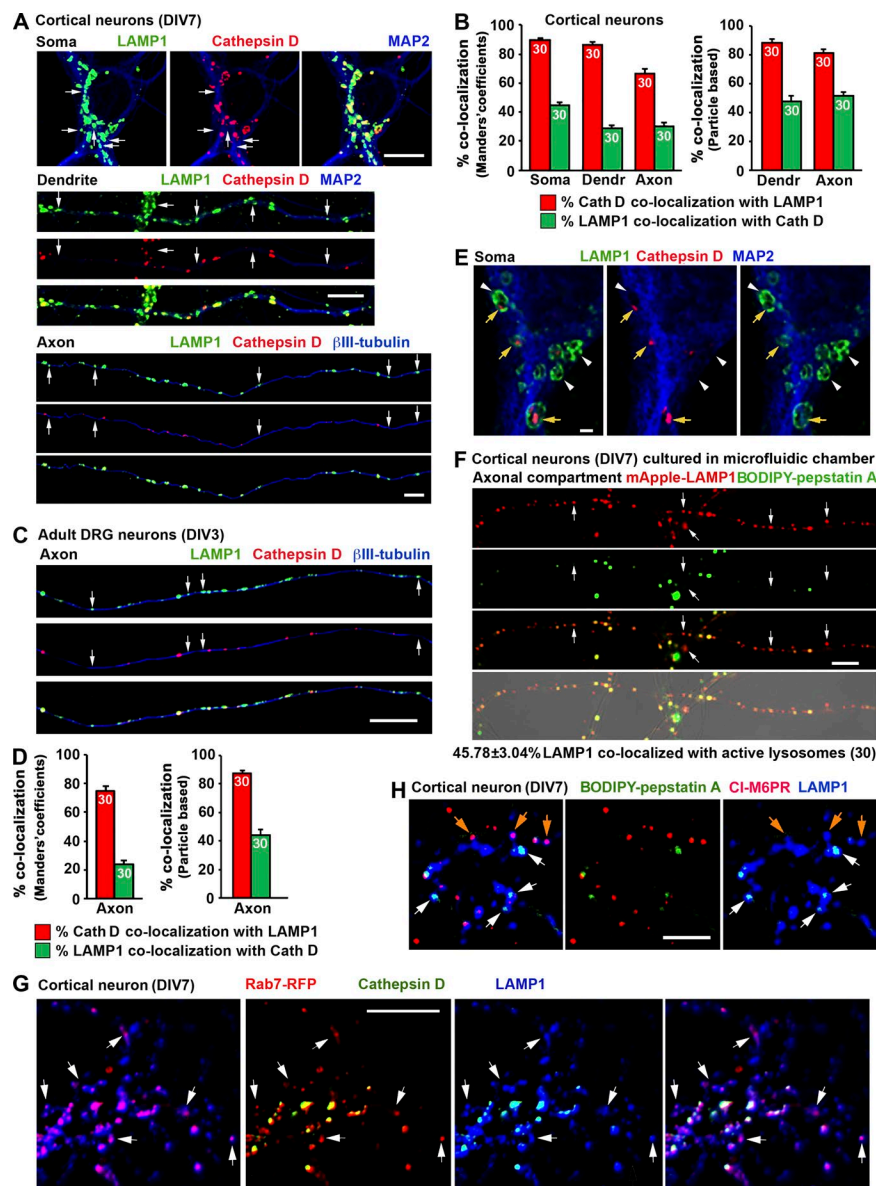 A Cortical neurons (DIV7)
Soma LAMP1 Cathepsin D MAP2
Dendrite LAMP1 Cathepsin D MAP2
Axon LAMP1 Cathepsin D βIII-tubulin
B Cortical neurons
% co-localization
(Manders'coefficients)
100
80
60
40
20
0
30 30 30 30 30 30
Soma Dendr Axon
% co-localization
(Particle based)
100
80
60
40
20
0
30 30 30 30
Dendr Axon
% Cath D co-localization with LAMP1
% LAMP1 co-localization with Cath D
C Adult DRG neurons (DIV3)
Axon LAMP1 Cathepsin D βIII-tubulin
D
% co-localization
(Manders'coefficients)
100
80
60
40
20
0
30 30
Axon
% co-localization
(Particle based)
100
80
60
40
20
0
30 30
Axon
% Cath D co-localization with LAMP1
% LAMP1 co-localization with Cath D
E Soma LAMP1 Cathepsin D MAP2
F Cortical neurons (DIV7) cultured in microfluidic chamber
Axonal compartment mApple-LAMP1 BODIPY-pepstatin A
45.78±3.04% LAMP1 co-localized with active lysosomes (30)
H Cortical neuron (DIV7) BODIPY-pepstatin A CI-M6PR LAMP1
G Cortical neuron (DIV7) Rab7-RFP Cathepsin D LAMP1